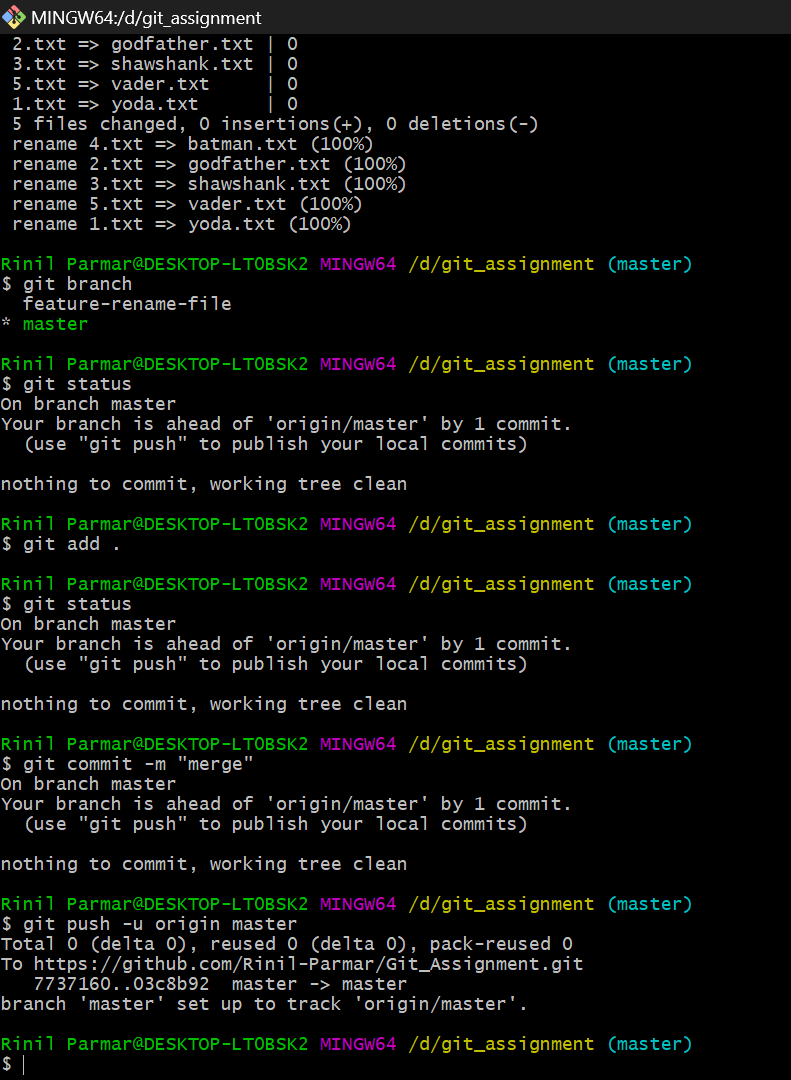 MINGW64:/d/git_assignment
 2.txt => godfather.txt | 0
 3.txt => shawshank.txt | 0
 5.txt => vader.txt     | 0
 1.txt => yoda.txt      | 0
 5 files changed, 0 insertions(+), 0 deletions(-)
 rename 4.txt => batman.txt (100%)
 rename 2.txt => godfather.txt (100%)
 rename 3.txt => shawshank.txt (100%)
 rename 5.txt => vader.txt (100%)
 rename 1.txt => yoda.txt (100%)
Rinil Parmar@DESKTOP-LT0BSK2 MINGW64 /d/git_assignment (master)
$ git branch
  feature-rename-file
* master
Rinil Parmar@DESKTOP-LT0BSK2 MINGW64 /d/git_assignment (master)
$ git status
On branch master
Your branch is ahead of 'origin/master' by 1 commit.
  (use "git push" to publish your local commits)
nothing to commit, working tree clean
Rinil Parmar@DESKTOP-LT0BSK2 MINGW64 /d/git_assignment (master)
$ git add .
Rinil Parmar@DESKTOP-LT0BSK2 MINGW64 /d/git_assignment (master)
$ git status
On branch master
Your branch is ahead of 'origin/master' by 1 commit.
  (use "git push" to publish your local commits)
nothing to commit, working tree clean
Rinil Parmar@DESKTOP-LT0BSK2 MINGW64 /d/git_assignment (master)
$ git commit -m "merge"
On branch master
Your branch is ahead of 'origin/master' by 1 commit.
  (use "git push" to publish your local commits)
nothing to commit, working tree clean
Rinil Parmar@DESKTOP-LT0BSK2 MINGW64 /d/git_assignment (master)
$ git push -u origin master
Total 0 (delta 0), reused 0 (delta 0), pack-reused 0
To https://github.com/Rinil-Parmar/Git_Assignment.git
   7737160..03c8b92  master -> master
branch 'master' set up to track 'origin/master'.
Rinil Parmar@DESKTOP-LT0BSK2 MINGW64 /d/git_assignment (master)
$